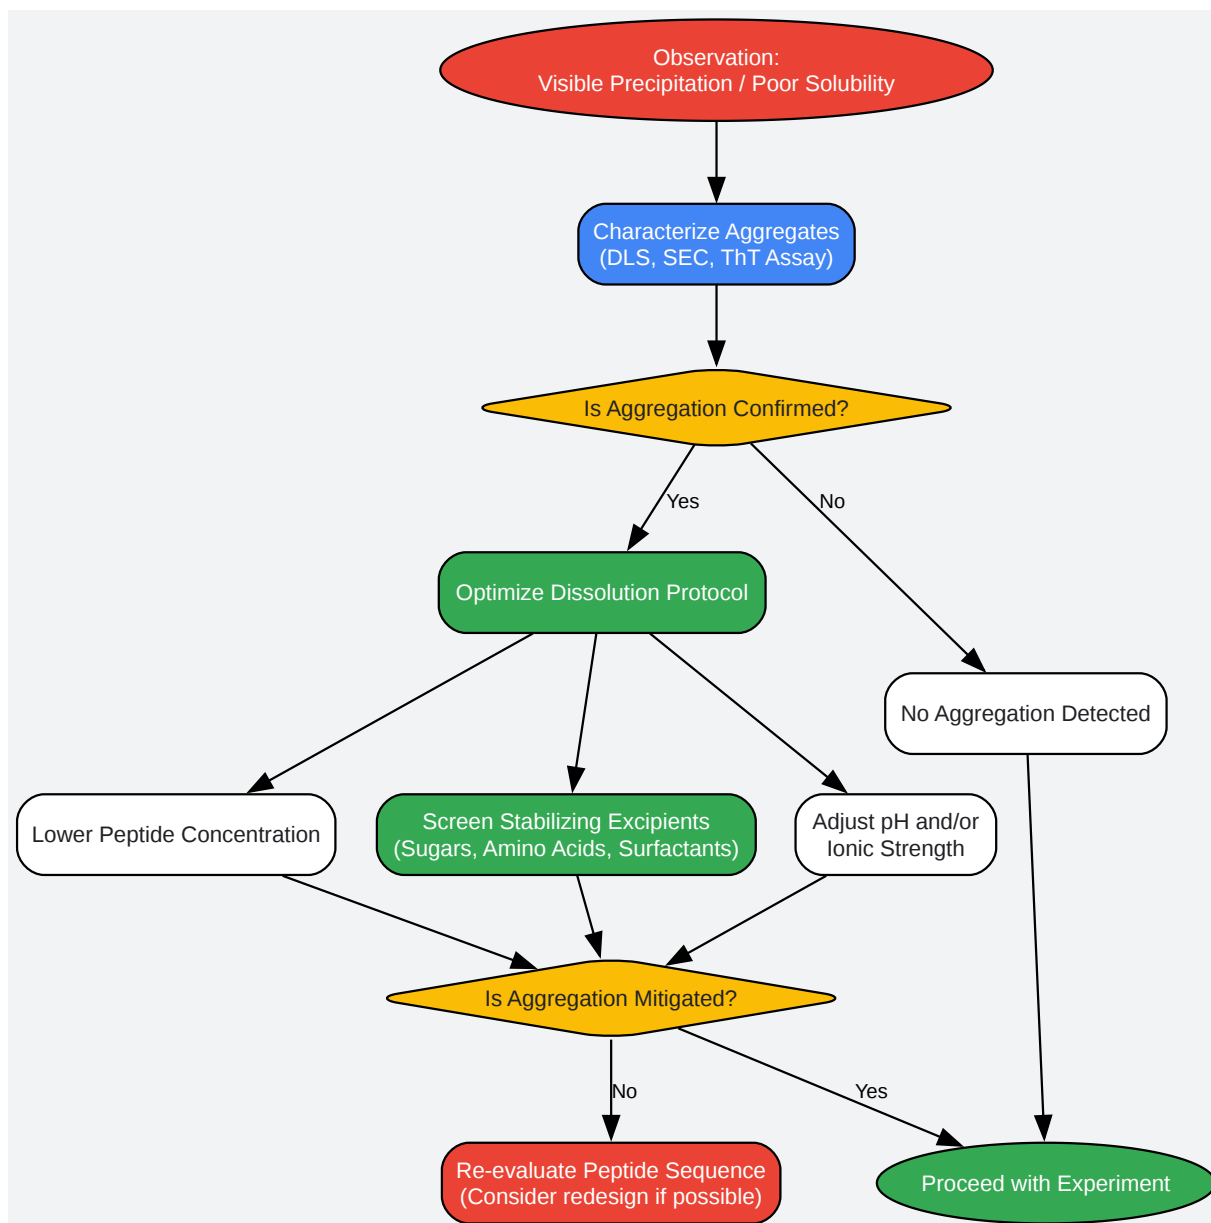 Observation:
Visible Precipitation / Poor Solubility
Characterize Aggregates
(DLS, SEC, ThT Assay)
Is Aggregation Confirmed?
Yes
No
Optimize Dissolution Protocol
No Aggregation Detected
Lower Peptide Concentration
Screen Stabilizing Excipients
(Sugars, Amino Acids, Surfactants)
Adjust pH and/or
Ionic Strength
Is Aggregation Mitigated?
No
Yes
Re-evaluate Peptide Sequence
(Consider redesign if possible)
Proceed with Experiment